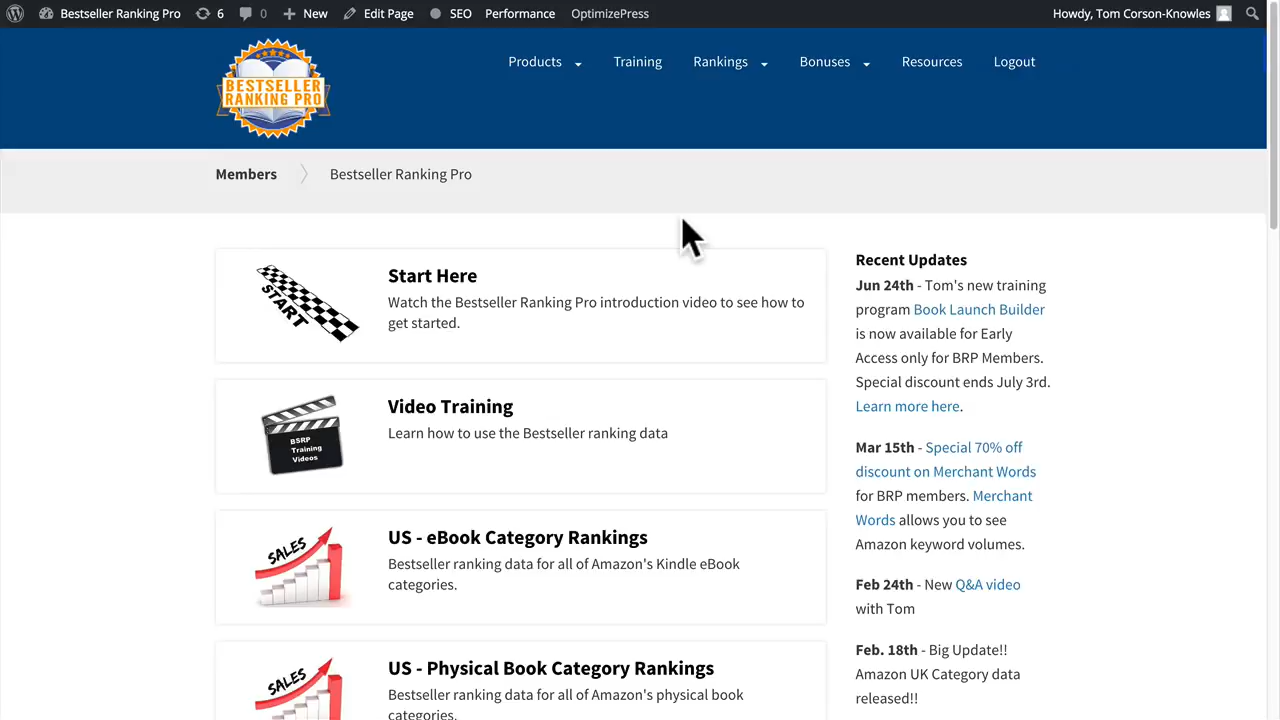 Bestseller Ranking Pro 6 0 New Edit Page SEO Performance OptimizePress Howdy, Tom Corson-Knowles
BESTSELLER
RANKING PRO
Products Training Rankings Bonuses Resources Logout
Members Bestseller Ranking Pro
START
Start Here
Watch the Bestseller Ranking Pro introduction video to see how to
get started.
BSRP
Training
Videos
Video Training
Learn how to use the Bestseller ranking data
SALES
US - eBook Category Rankings
Bestseller ranking data for all of Amazon's Kindle eBook
categories.
SALES
US - Physical Book Category Rankings
Bestseller ranking data for all of Amazon's physical book
categories.
Recent Updates
Jun 24th - Tom's new training
program Book Launch Builder
is now available for Early
Access only for BRP Members.
Special discount ends July 3rd.
Learn more here.
Mar 15th - Special 70% off
discount on Merchant Words
for BRP members. Merchant
Words allows you to see
Amazon keyword volumes.
Feb 24th - New Q&A video
with Tom
Feb. 18th - Big Update!!
Amazon UK Category data
released!!